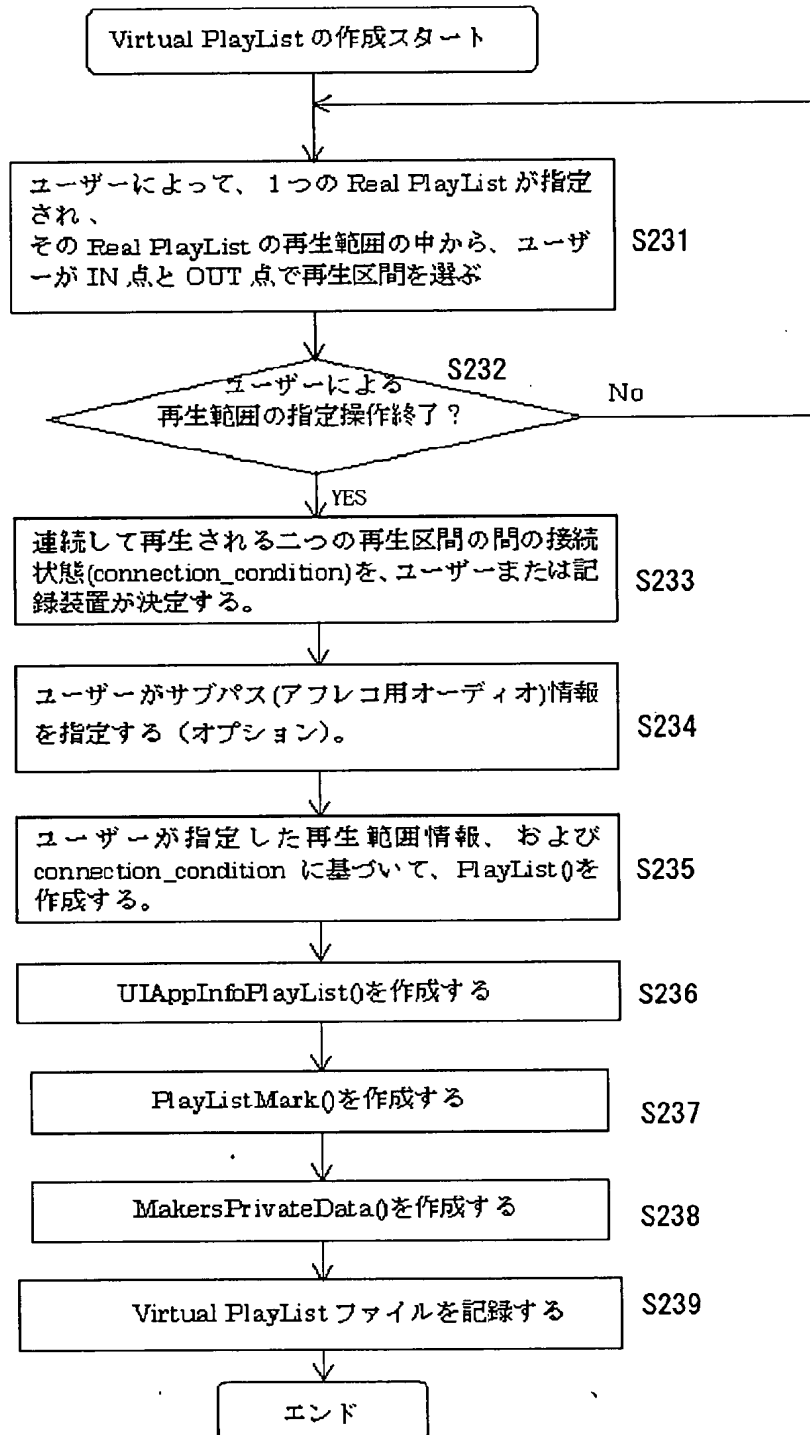 Virtual PlayList の作成スタート
ユーザーによって、1つの Real PlayList が指定
され、
その Real PlayList の再生範囲の中から、ユーザ
ーが IN 点と OUT 点で再生区間を選ぶ
S231
S232
ユーザーによる
再生範囲の指定操作終了?
No
YES
連続して再生される二つの再生区間の間の接続
状態(connection_condition)を、ユーザーまたは記
録装置が決定する。
S233
ユーザーがサブパス(アフレコ用オーディオ)情報
を指定する(オプション)。
S234
ユーザーが指定した再生範囲情報、および
connection_condition に基づいて、PlayList()を
作成する。
S235
UIAppInfoPlayList()を作成する
S236
PlayListMark()を作成する
S237
MakersPrivateData()を作成する
S238
Virtual PlayList ファイルを記録する
S239
エンド